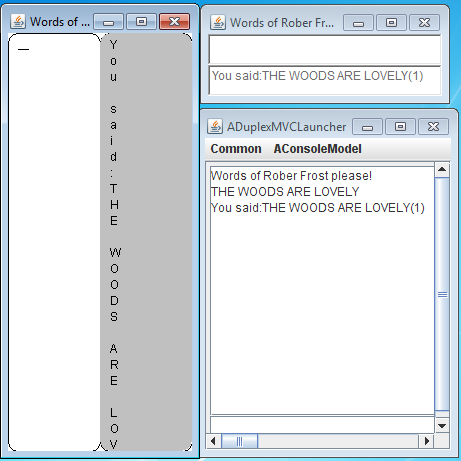 Words of ...
Y
o
u
s
a
i
d
:
T
H
E
W
O
O
D
S
A
R
E
L
O
V
Words of Rober Fr...
You said:THE WOODS ARE LOVELY(1)
ADuplexMVCLauncher
Common AConsoleModel
Words of Rober Frost please!
THE WOODS ARE LOVELY
You said:THE WOODS ARE LOVELY(1)